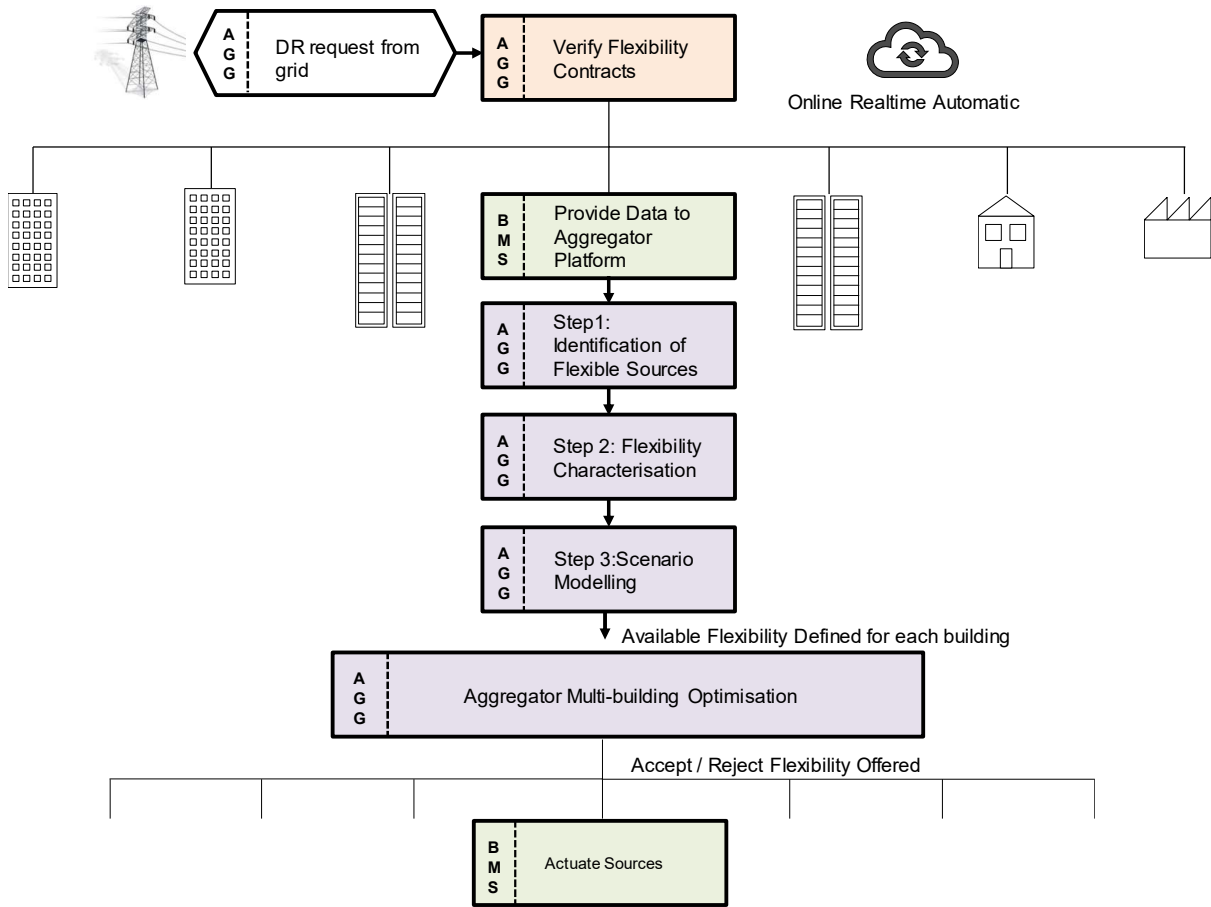 A
G
G
DR request from
grid
A
G
G
Verify Flexibility
Contracts
Online Realtime Automatic
B
M
S
Provide Data to
Aggregator
Platform
A
G
G
Step1:
Identification of
Flexible Sources
A
G
G
Step 2: Flexibility
Characterisation
A
G
G
Step 3:Scenario
Modelling
Available Flexibility Defined for each building
A
G
G
Aggregator Multi-building Optimisation
Accept / Reject Flexibility Offered
B
M
S
Actuate Sources